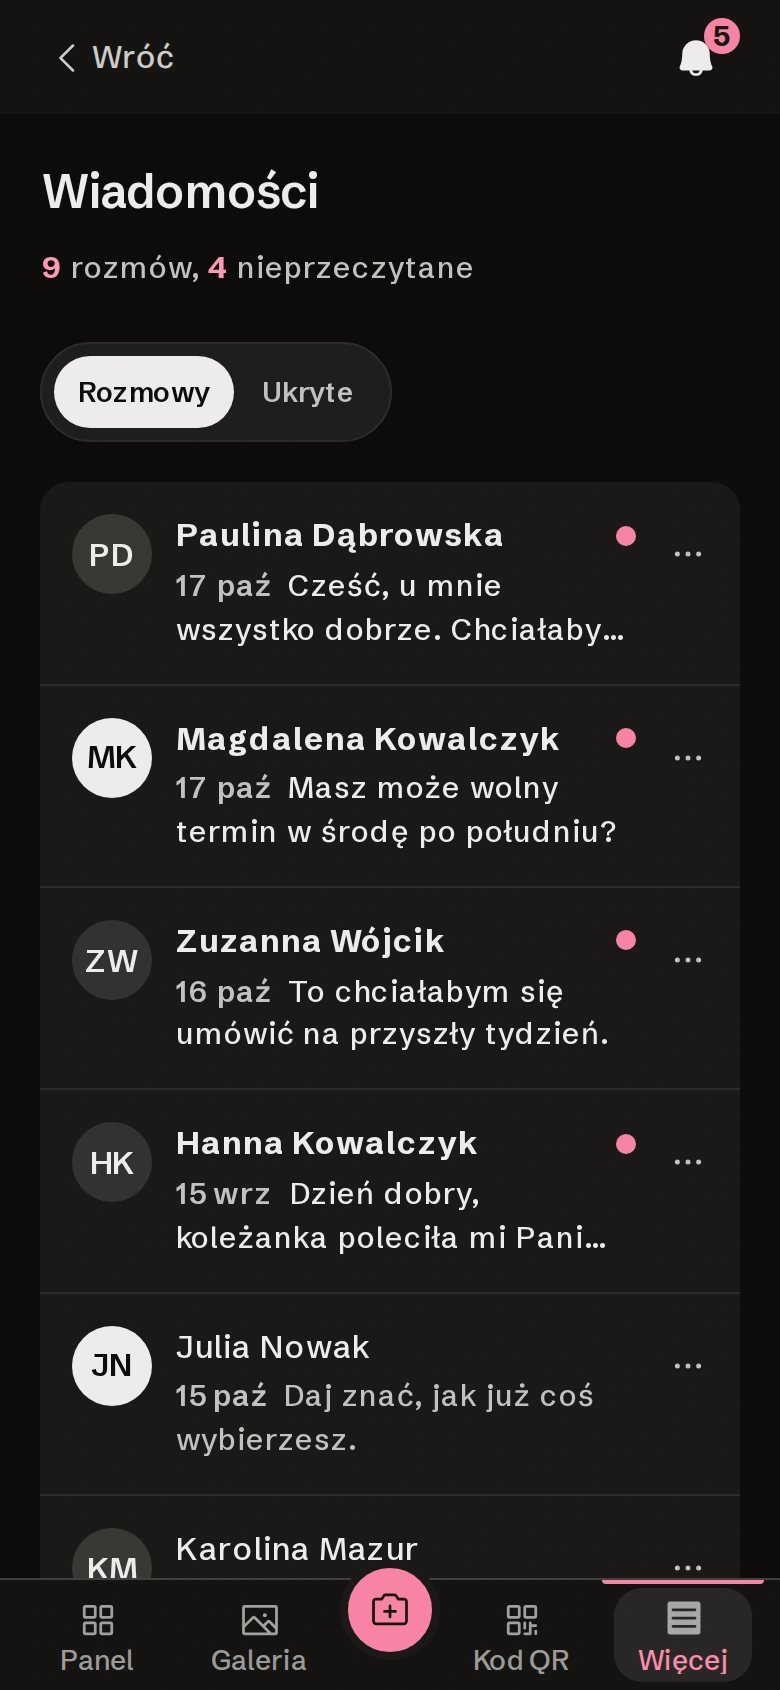 Wróć
5
Wiadomości
9 rozmów, 4 nieprzeczytane
Rozmowy
Ukryte
PD
Paulina Dąbrowska
17 paź Cześć, u mnie
wszystko dobrze. Chciałaby…
MK
Magdalena Kowalczyk
17 paź Masz może wolny
termin w środę po południu?
ZW
Zuzanna Wójcik
16 paź To chciałabym się
umówić na przyszły tydzień.
HK
Hanna Kowalczyk
15 wrz Dzień dobry,
koleżanka poleciła mi Pani…
JN
Julia Nowak
15 paź Daj znać, jak już coś
wybierzesz.
KM
Karolina Mazur
Panel
Galeria
Kod QR
Więcej